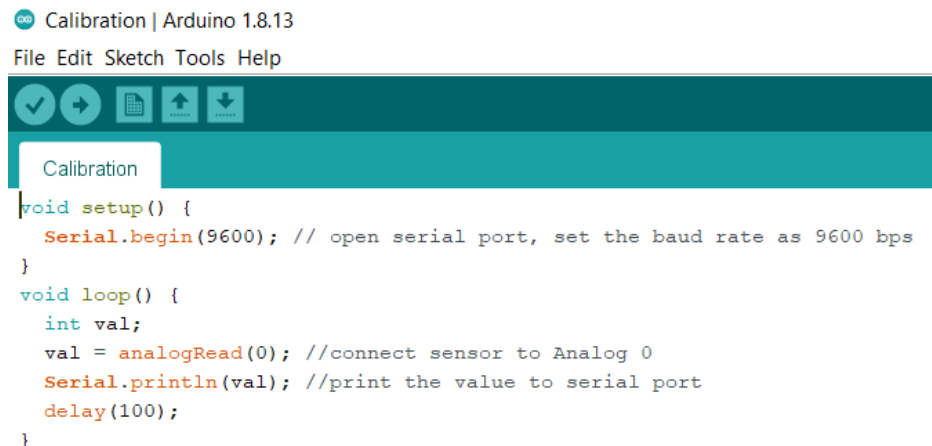 Calibration | Arduino 1.8.13
File Edit Sketch Tools Help
Calibration
void setup() {
  Serial.begin(9600); // open serial port, set the baud rate as 9600 bps
}
void loop() {
  int val;
  val = analogRead(0); //connect sensor to Analog 0
  Serial.println(val); //print the value to serial port
  delay(100);
}